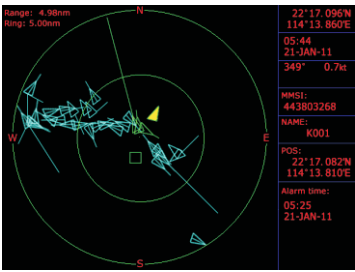 Range: 4.98nm
Ring: 5.00nm
N
W
E
S
22°17.096'N
114°13.860'E
05:44
21-JAN-11
349° 0.7kt
MMSI:
443803268
NAME:
K001
POS:
22°17.082'N
114°13.810'E
Alarm time:
05:25
21-JAN-11